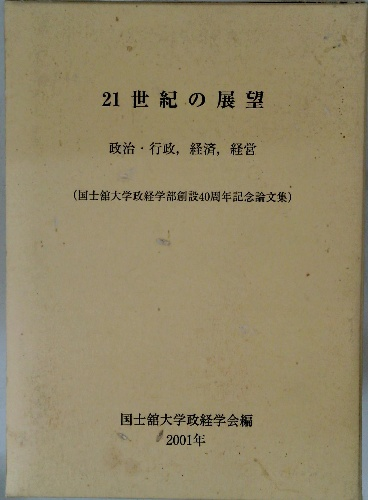 21世紀の展望
政治・行政，経済，経営
（国士舘大学政経学部創設40周年記念論文集）
国士舘大学政経学会編
2001年